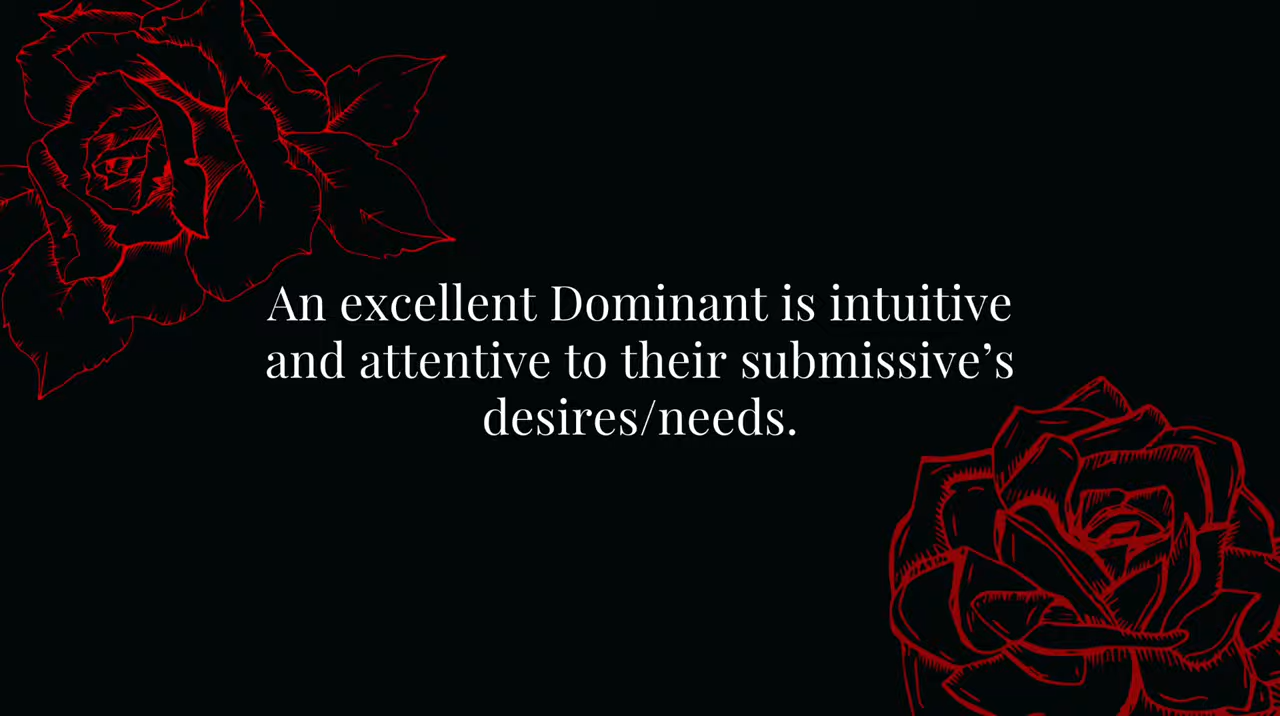 An excellent Dominant is intuitive
and attentive to their submissive’s
desires/needs.